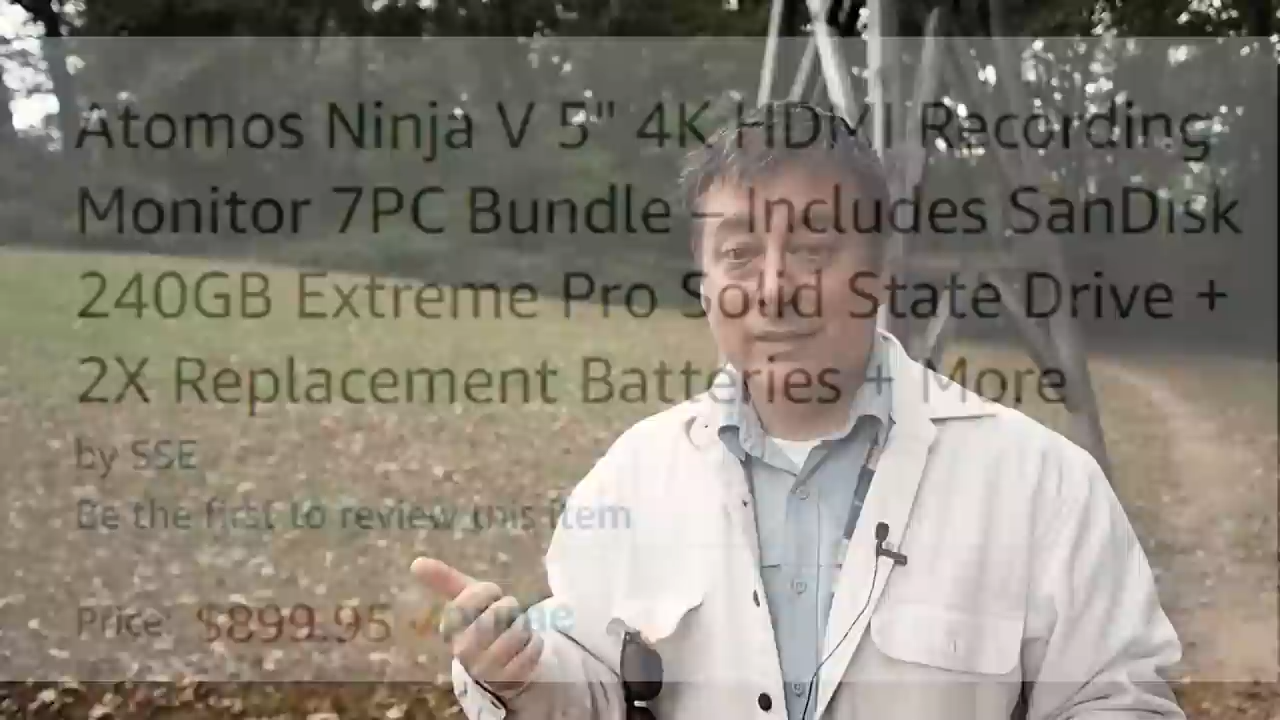 Atomos Ninja V 5" 4K HDMI Recording
Monitor 7PC Bundle – Includes SanDisk
240GB Extreme Pro Solid State Drive +
2X Replacement Batteries + More
by SSE
Be the first to review this item
Price: $899.95 ✓prime